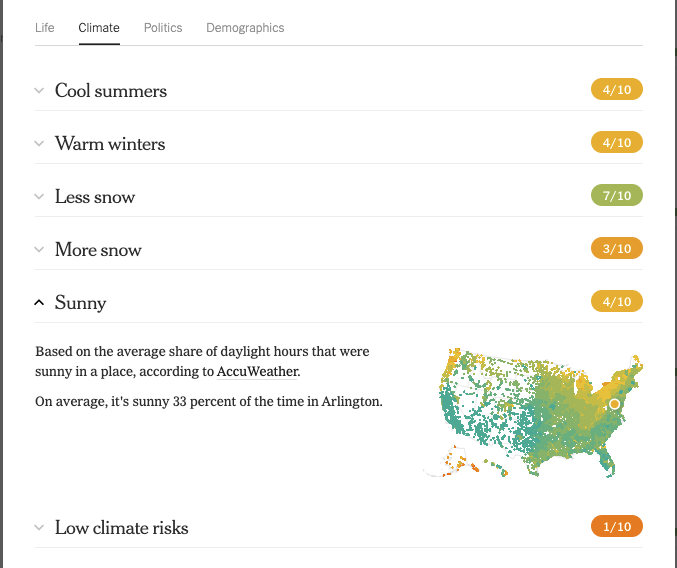 Life Climate Politics Demographics
Cool summers 4/10
Warm winters 4/10
Less snow 7/10
More snow 3/10
Sunny 4/10
Based on the average share of daylight hours that were
sunny in a place, according to AccuWeather.
On average, it's sunny 33 percent of the time in Arlington.
Low climate risks 1/10